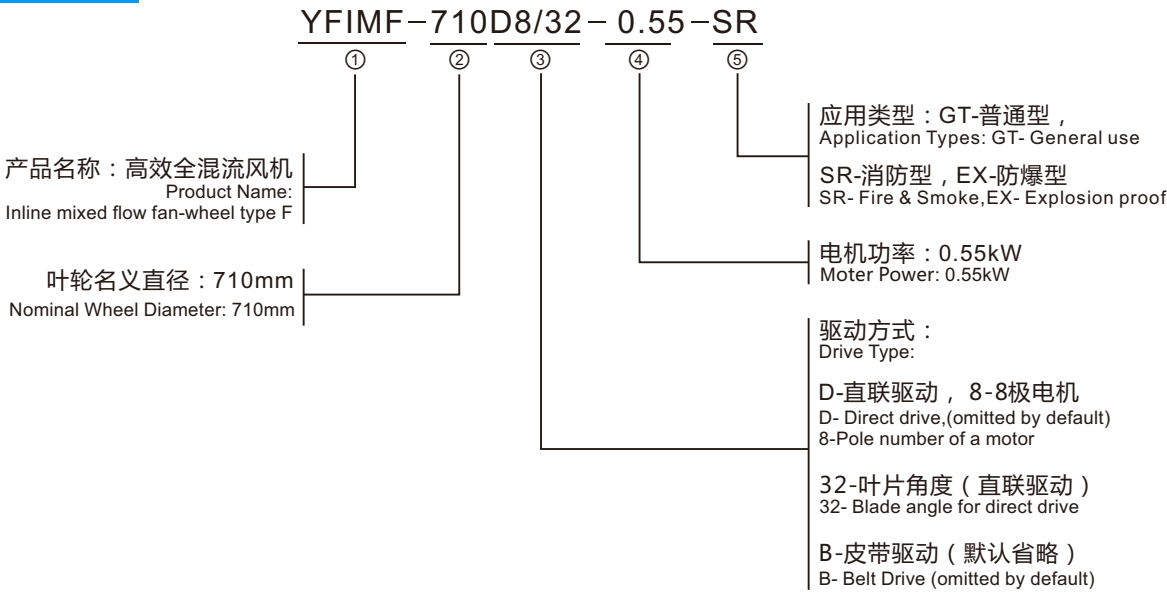 YFIMF-710D8/32-0.55-SR
① ② ③ ④ ⑤
产品名称：高效全混流风机
Product Name:
Inline mixed flow fan-wheel type F
叶轮名义直径：710mm
Nominal Wheel Diameter: 710mm
应用类型：GT-普通型，
Application Types: GT- General use
SR-消防型，EX-防爆型
SR- Fire & Smoke,EX- Explosion proof
电机功率：0.55kW
Moter Power: 0.55kW
驱动方式：
Drive Type:
D-直联驱动，8-8极电机
D- Direct drive,(omitted by default)
8-Pole number of a motor
32-叶片角度（直联驱动）
32- Blade angle for direct drive
B-皮带驱动（默认省略）
B- Belt Drive (omitted by default)